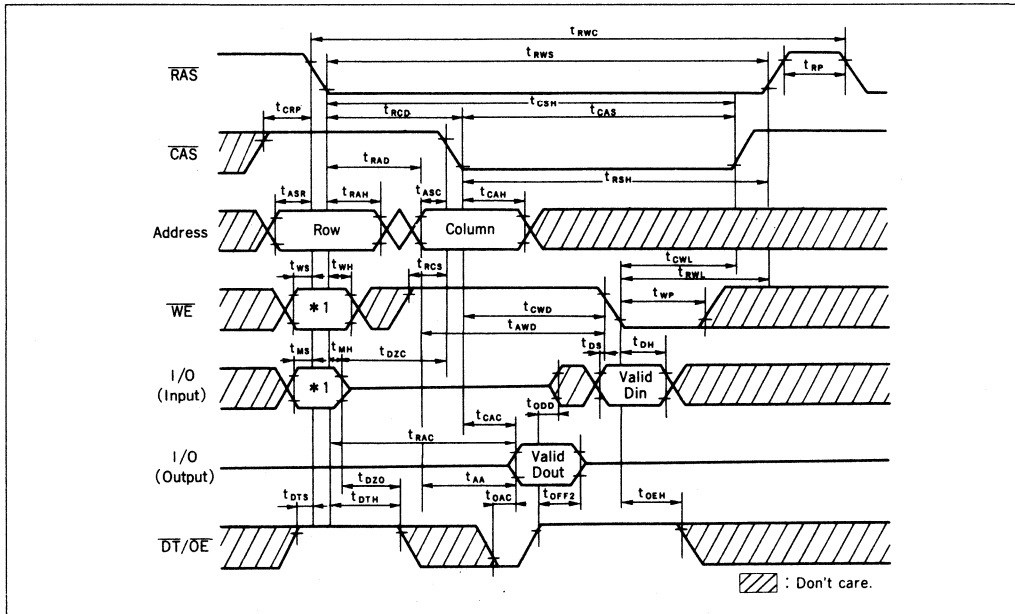 tRWC
tRWS
RAS
tRP
tCSH
tCRP
tRCD
tCAS
CAS
tRAD
tRSH
tASR
tRAH
tASC
tCAH
Address
Row
Column
tCWL
tRWL
tWS
tWH
tRCS
tWP
WE
*1
tCWD
tAWD
tMS
tMH
tDZC
tDS
tDH
I/O
(Input)
*1
Valid
Din
tODD
tCAC
tRAC
I/O
(Output)
Valid
Dout
tDZO
tAA
tDTS
tDTH
tOAC
tOFF2
tOEH
DT/OE
: Don't care.